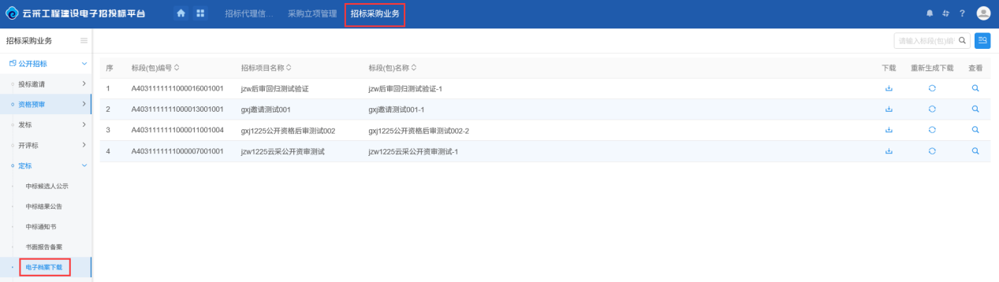 云采工程建设电子招投标平台 招标代理信... 采购立项管理 招标采购业务 ?
招标采购业务
请输入标段(包)编
公开招标
投标邀请
资格预审
发标
开评标
定标
中标候选人公示
中标结果公告
中标通知书
书面报告备案
电子档案下载
序 标段(包)编号 招标项目名称 标段(包)名称 下载 重新生成下载 查看
1 A4031111111000016001001 jzw后审回归测试验证 jzw后审回归测试验证-1
2 A4031111111000013001001 gxj邀请测试001 gxj邀请测试001-1
3 A4031111111000011001004 gxj1225公开资格后审测试002 gxj1225公开资格后审测试002-2
4 A4031111111000007001001 jzw1225云采公开资审测试 jzw1225云采公开资审测试-1